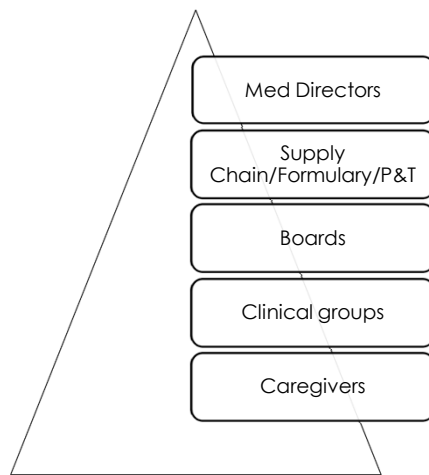 Med Directors
Supply
Chain/Formulary/P&T
Boards
Clinical groups
Caregivers